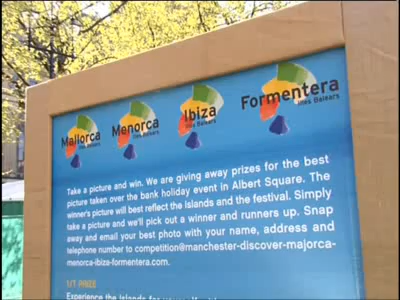 Mallorca Menorca Ibiza Formentera
Illes Balears Illes Balears Illes Balears Illes Balears
Take a picture and win. We are giving away prizes for the best
picture taken over the bank holiday event in Albert Square. The
winner's picture will best reflect the islands and the festival. Simply
take a picture and we'll pick out a winner and runners up. Snap
away and email your best photo with your name, address and
telephone number to competition@manchester-discover-majorca-
menorca-ibiza-formentera.com.
1ST PRIZE
Experience the islands for